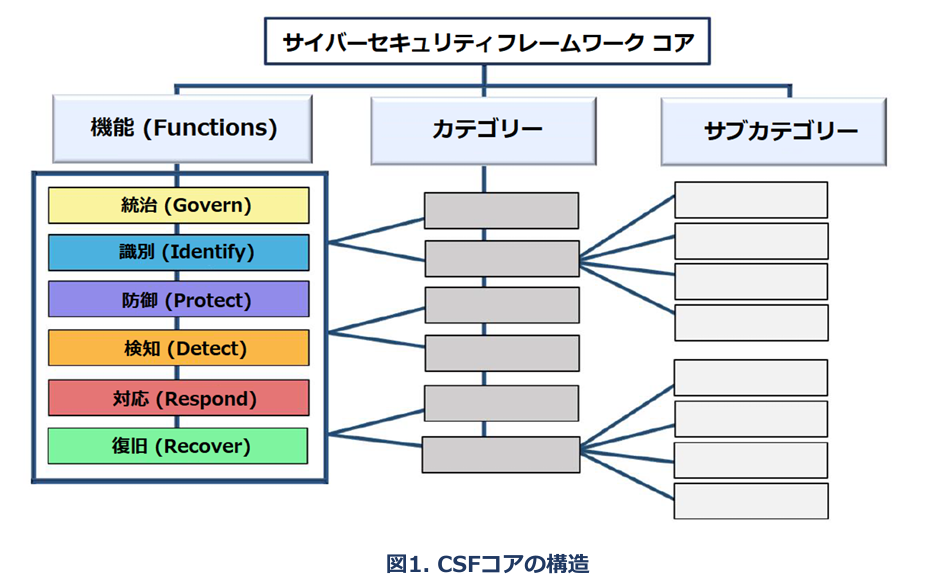 サイバーセキュリティフレームワーク コア
機能 (Functions)
カテゴリー
サブカテゴリー
統治 (Govern)
識別 (Identify)
防御 (Protect)
検知 (Detect)
対応 (Respond)
復旧 (Recover)
図1. CSFコアの構造